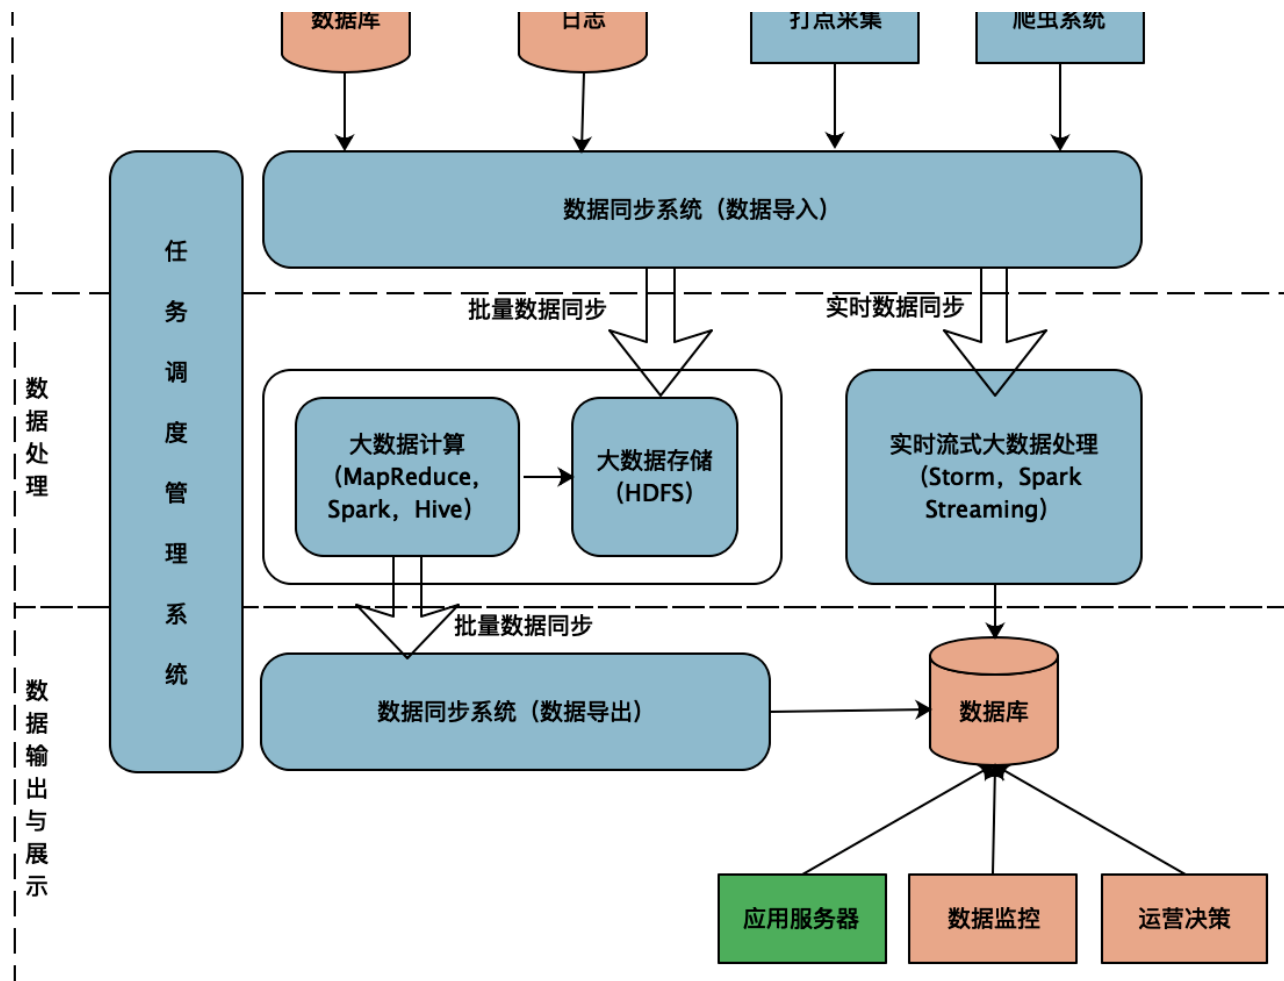 数据库
日志
打点采集
爬虫系统
数据同步系统（数据导入）
任务调度管理系统
批量数据同步
实时数据同步
数据处理
大数据计算
（MapReduce，
Spark，Hive）
大数据存储
（HDFS）
实时流式大数据处理
（Storm，Spark
Streaming）
批量数据同步
数据同步系统（数据导出）
数据库
数据输出与展示
应用服务器
数据监控
运营决策